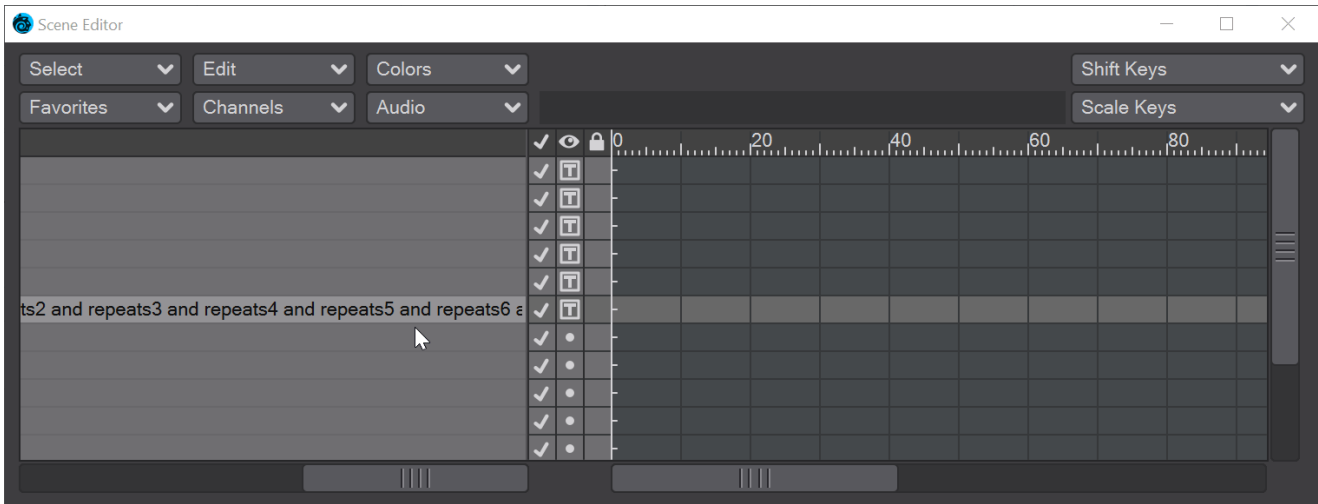 Scene Editor
Select Edit Colors Shift Keys
Favorites Channels Audio Scale Keys
0 20 40 60 80
T
T
T
T
T
ts2 and repeats3 and repeats4 and repeats5 and repeats6 a T